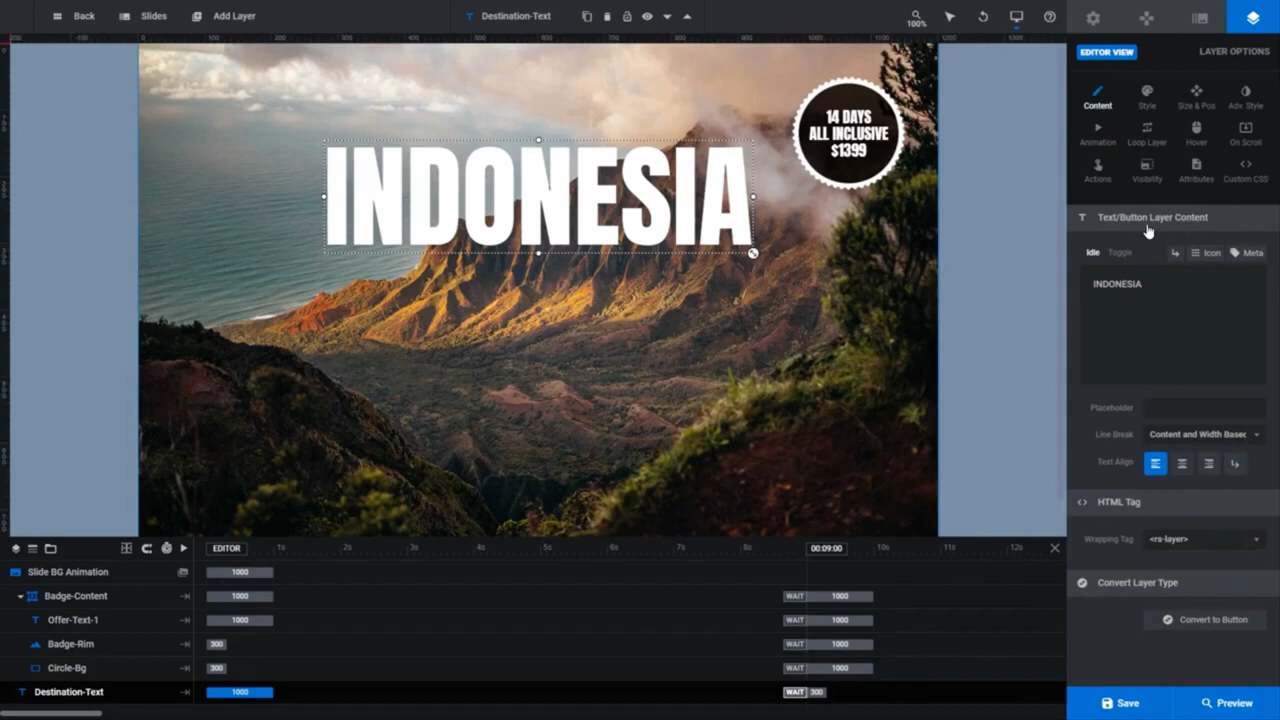 Back
Slides
Add Layer
Destination-Text
100%
EDITOR VIEW
LAYER OPTIONS
Content
Style
Size & Pos
Adv. Style
Animation
Loop Layer
Hover
On Scroll
Actions
Visibility
Attributes
Custom CSS
14 DAYS
ALL INCLUSIVE
$1399
INDONESIA
Text/Button Layer Content
Idle
Toggle
Icon
Meta
INDONESIA
Placeholder
Line Break
Content and Width Based
Text Align
HTML Tag
Wrapping Tag
<rs-layer>
Convert Layer Type
Convert to Button
Save
Preview
EDITOR
1s
2s
3s
4s
5s
6s
7s
8s
00:09:00
10s
11s
12s
Slide BG Animation
1000
Badge-Content
1000
WAIT
1000
Offer-Text-1
1000
WAIT
1000
Badge-Rim
300
WAIT
1000
Circle-Bg
300
WAIT
1000
Destination-Text
1000
WAIT
300